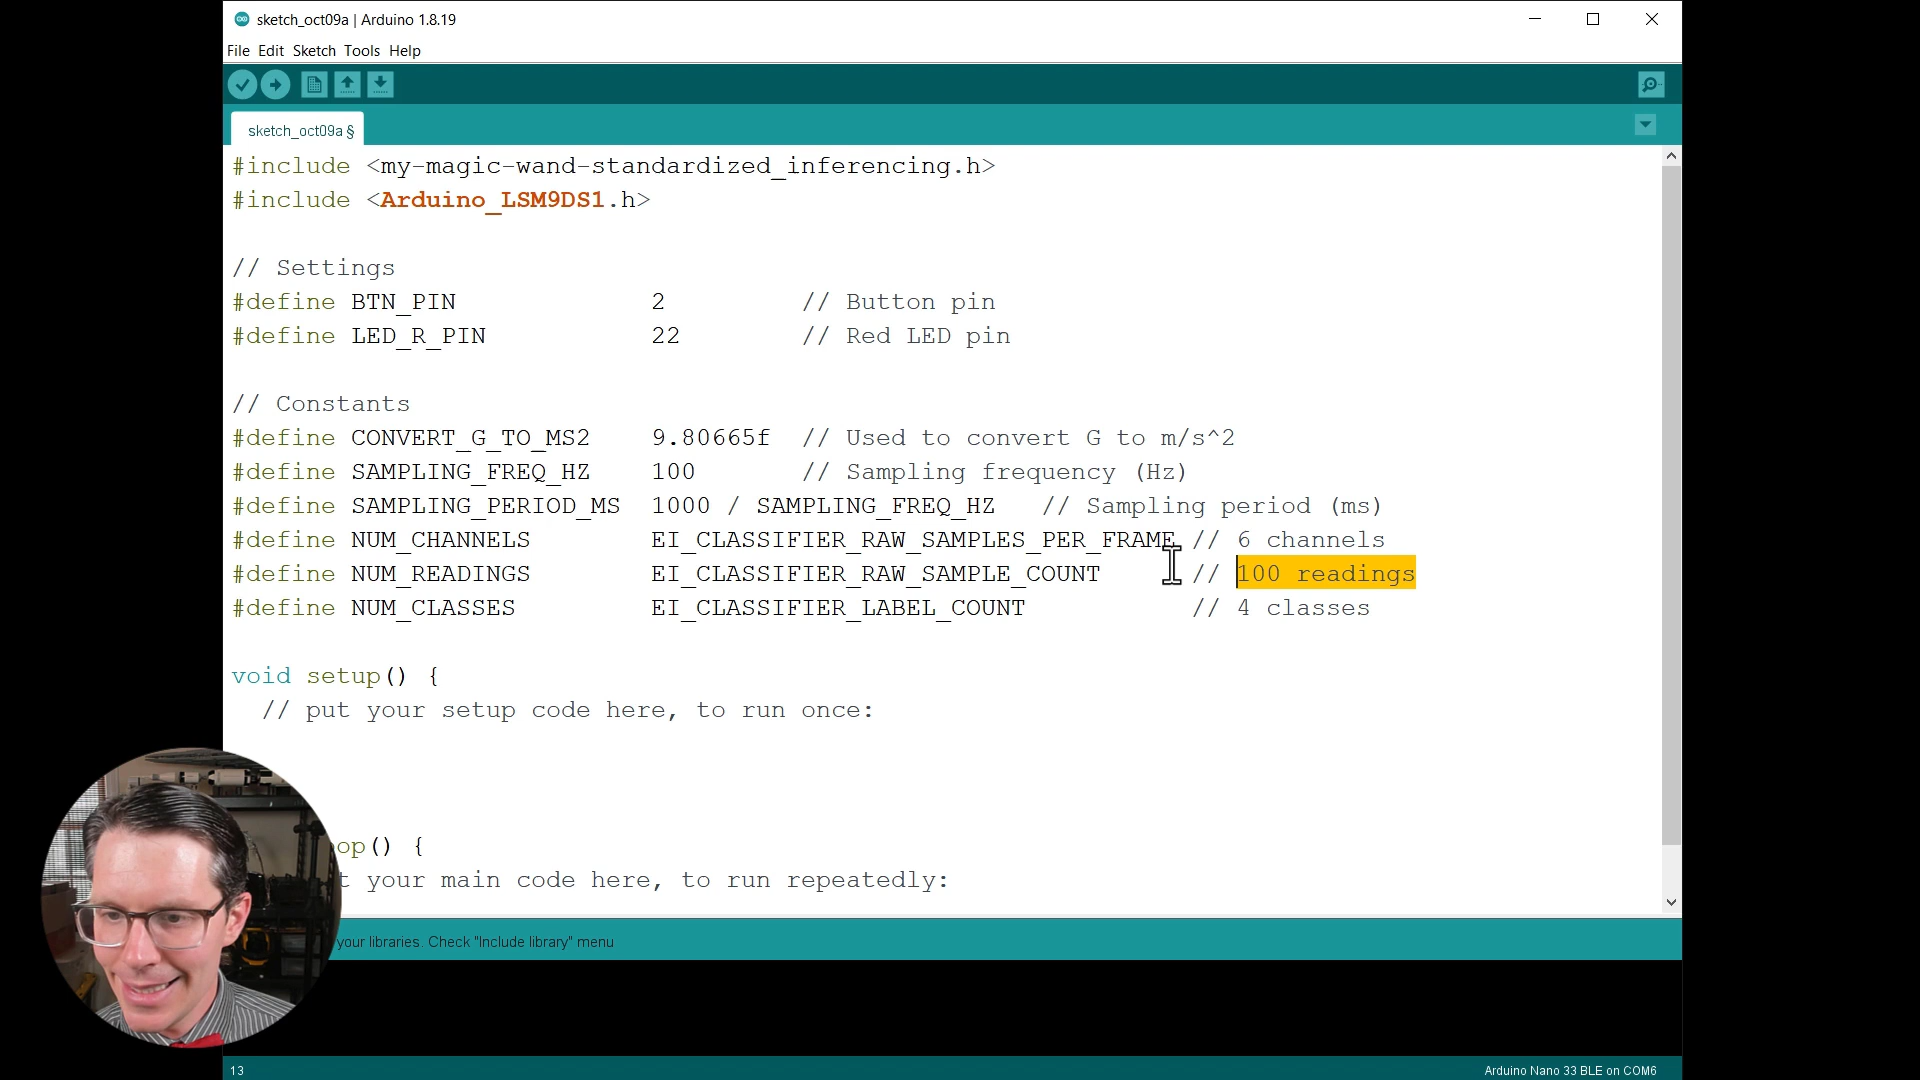 sketch_oct09a | Arduino 1.8.19
File Edit Sketch Tools Help
sketch_oct09a §
#include <my-magic-wand-standardized_inferencing.h>
#include <Arduino_LSM9DS1.h>
// Settings
#define BTN_PIN 2 // Button pin
#define LED_R_PIN 22 // Red LED pin
// Constants
#define CONVERT_G_TO_MS2 9.80665f // Used to convert G to m/s^2
#define SAMPLING_FREQ_HZ 100 // Sampling frequency (Hz)
#define SAMPLING_PERIOD_MS 1000 / SAMPLING_FREQ_HZ // Sampling period (ms)
#define NUM_CHANNELS EI_CLASSIFIER_RAW_SAMPLES_PER_FRAME // 6 channels
#define NUM_READINGS EI_CLASSIFIER_RAW_SAMPLE_COUNT // 100 readings
#define NUM_CLASSES EI_CLASSIFIER_LABEL_COUNT // 4 classes
void setup() {
// put your setup code here, to run once:
op() {
t your main code here, to run repeatedly:
your libraries. Check "Include library" menu
13
Arduino Nano 33 BLE on COM6